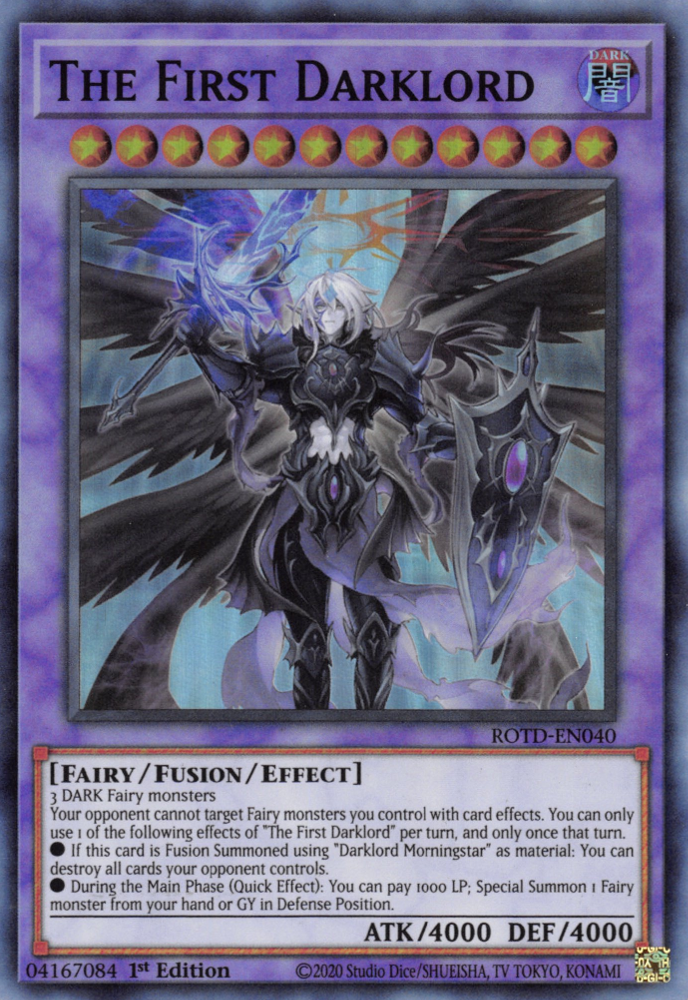 THE FIRST DARKLORD
DARK
闇
ROTD-EN040
[FAIRY/FUSION/EFFECT]
3 DARK Fairy monsters
Your opponent cannot target Fairy monsters you control with card effects. You can only
use 1 of the following effects of "The First Darklord" per turn, and only once that turn.
● If this card is Fusion Summoned using "Darklord Morningstar" as material: You can
destroy all cards your opponent controls.
● During the Main Phase (Quick Effect): You can pay 1000 LP; Special Summon 1 Fairy
monster from your hand or GY in Defense Position.
ATK/4000 DEF/4000
04167084 1st Edition ©2020 Studio Dice/SHUEISHA, TV TOKYO, KONAMI